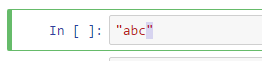 In [ ]: "abc"